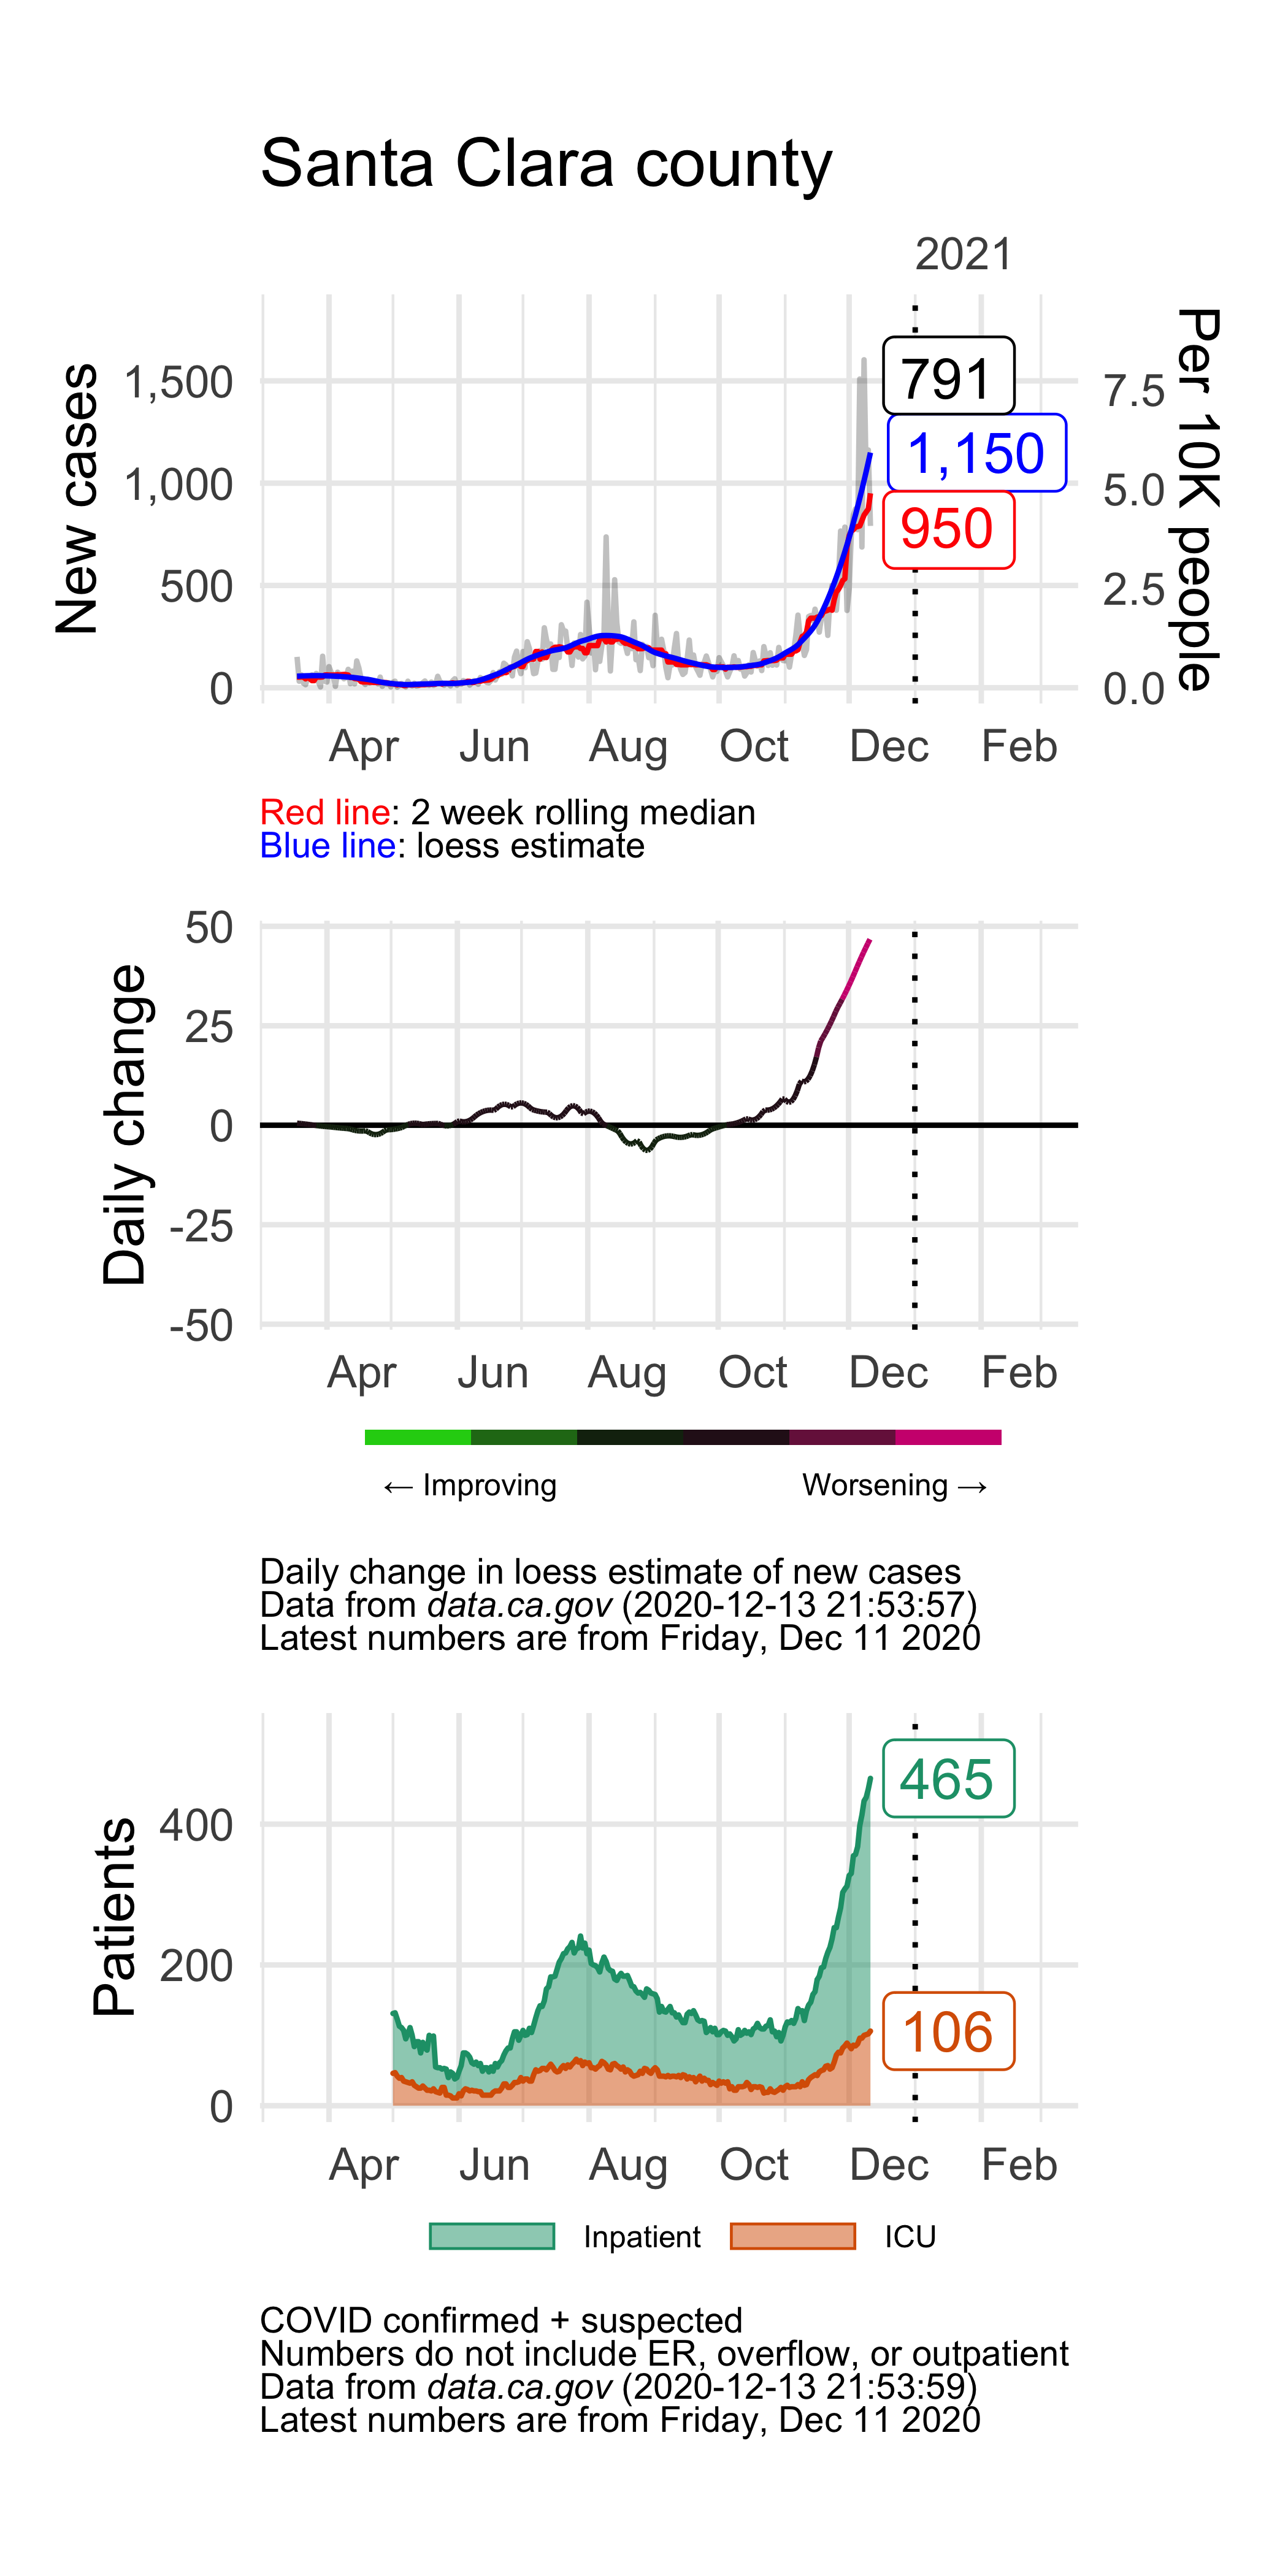 Santa Clara county
2021
New cases
1,500
1,000
500
0
791
1,150
950
7.5
5.0
2.5
0.0
Per 10K people
Apr Jun Aug Oct Dec Feb
Red line: 2 week rolling median
Blue line: loess estimate
Daily change
50
25
0
-25
-50
Apr Jun Aug Oct Dec Feb
← Improving Worsening →
Daily change in loess estimate of new cases
Data from data.ca.gov (2020-12-13 21:53:57)
Latest numbers are from Friday, Dec 11 2020
Patients
400
200
0
465
106
Apr Jun Aug Oct Dec Feb
Inpatient ICU
COVID confirmed + suspected
Numbers do not include ER, overflow, or outpatient
Data from data.ca.gov (2020-12-13 21:53:59)
Latest numbers are from Friday, Dec 11 2020